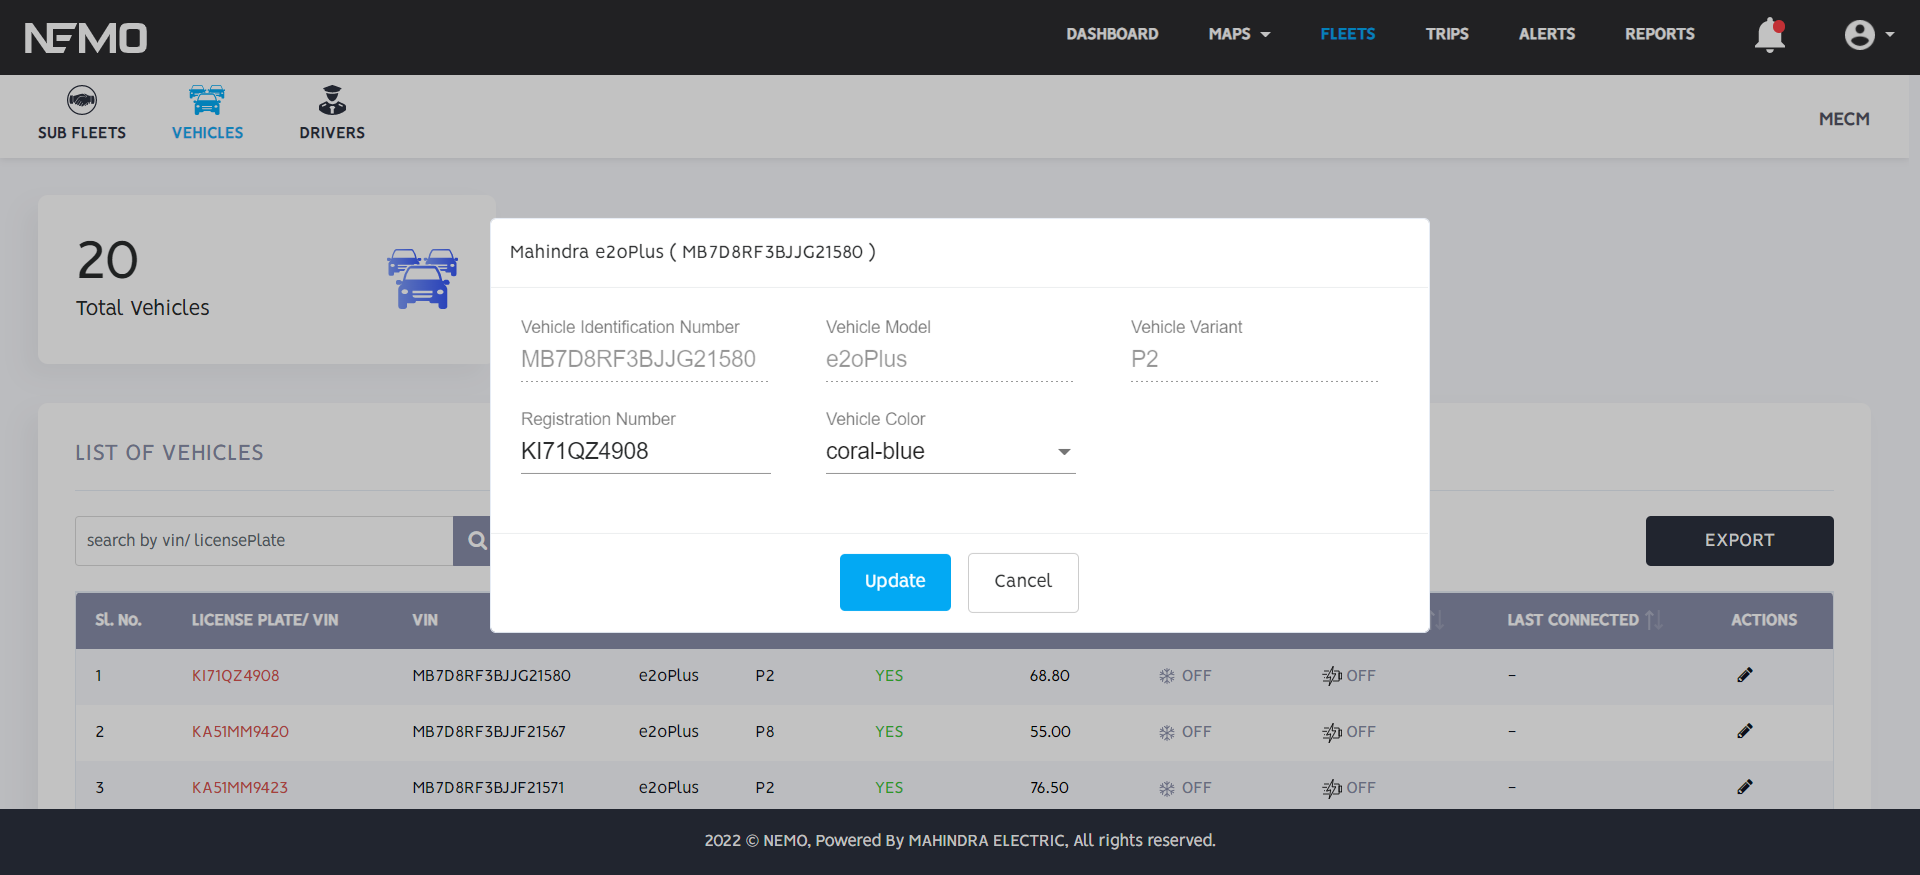 NEMO
DASHBOARD MAPS FLEETS TRIPS ALERTS REPORTS
SUB FLEETS VEHICLES DRIVERS
MECM
20
Total Vehicles
Mahindra e2oPlus ( MB7D8RF3BJJG21580 )
Vehicle Identification Number Vehicle Model Vehicle Variant
MB7D8RF3BJJG21580 e2oPlus P2
Registration Number Vehicle Color
KI71QZ4908 coral-blue
Update Cancel
LIST OF VEHICLES
search by vin/ licensePlate
EXPORT
Sl. No. LICENSE PLATE/ VIN VIN LAST CONNECTED ACTIONS
1 KI71QZ4908 MB7D8RF3BJJG21580 e2oPlus P2 YES 68.80 OFF OFF –
2 KA51MM9420 MB7D8RF3BJJF21567 e2oPlus P8 YES 55.00 OFF OFF –
3 KA51MM9423 MB7D8RF3BJJF21571 e2oPlus P2 YES 76.50 OFF OFF –
2022 © NEMO, Powered By MAHINDRA ELECTRIC, All rights reserved.